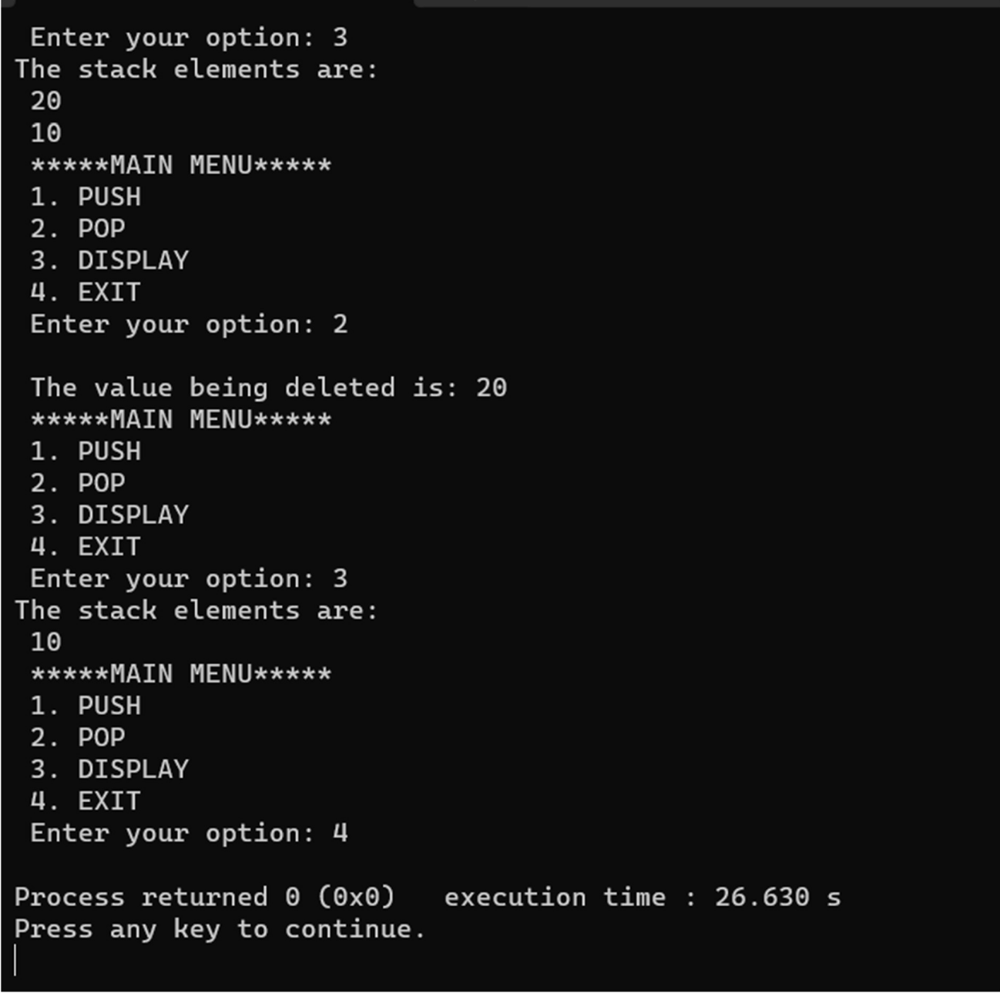 Enter your option: 3
The stack elements are:
20
10
*****MAIN MENU*****
1. PUSH
2. POP
3. DISPLAY
4. EXIT
Enter your option: 2
The value being deleted is: 20
*****MAIN MENU*****
1. PUSH
2. POP
3. DISPLAY
4. EXIT
Enter your option: 3
The stack elements are:
10
*****MAIN MENU*****
1. PUSH
2. POP
3. DISPLAY
4. EXIT
Enter your option: 4
Process returned 0 (0x0)   execution time : 26.630 s
Press any key to continue.